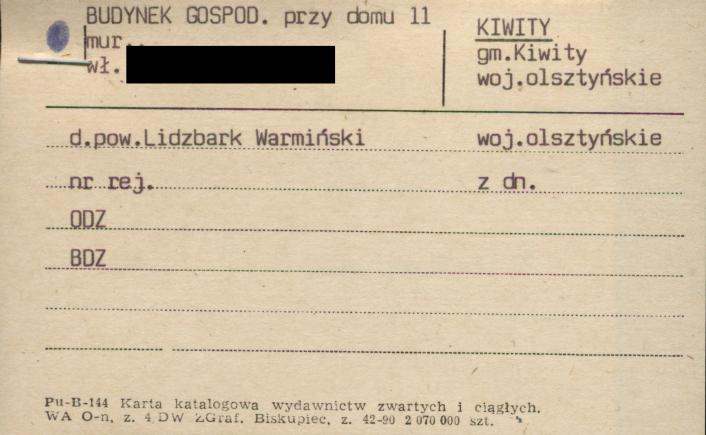 BUDYNEK GOSPOD. przy domu 11
mur.
wł.
KIWITY
gm.Kiwity
woj.olsztyńskie
d.pow.Lidzbark Warmiński woj.olsztyńskie
nr rej. z dn.
ODZ
BDZ
Pu-B-144 Karta katalogowa wydawnictw zwartych i ciągłych.
WA O-n, z. 4 DW ZGraf. Biskupiec, z. 42-90 2 070 000 szt.